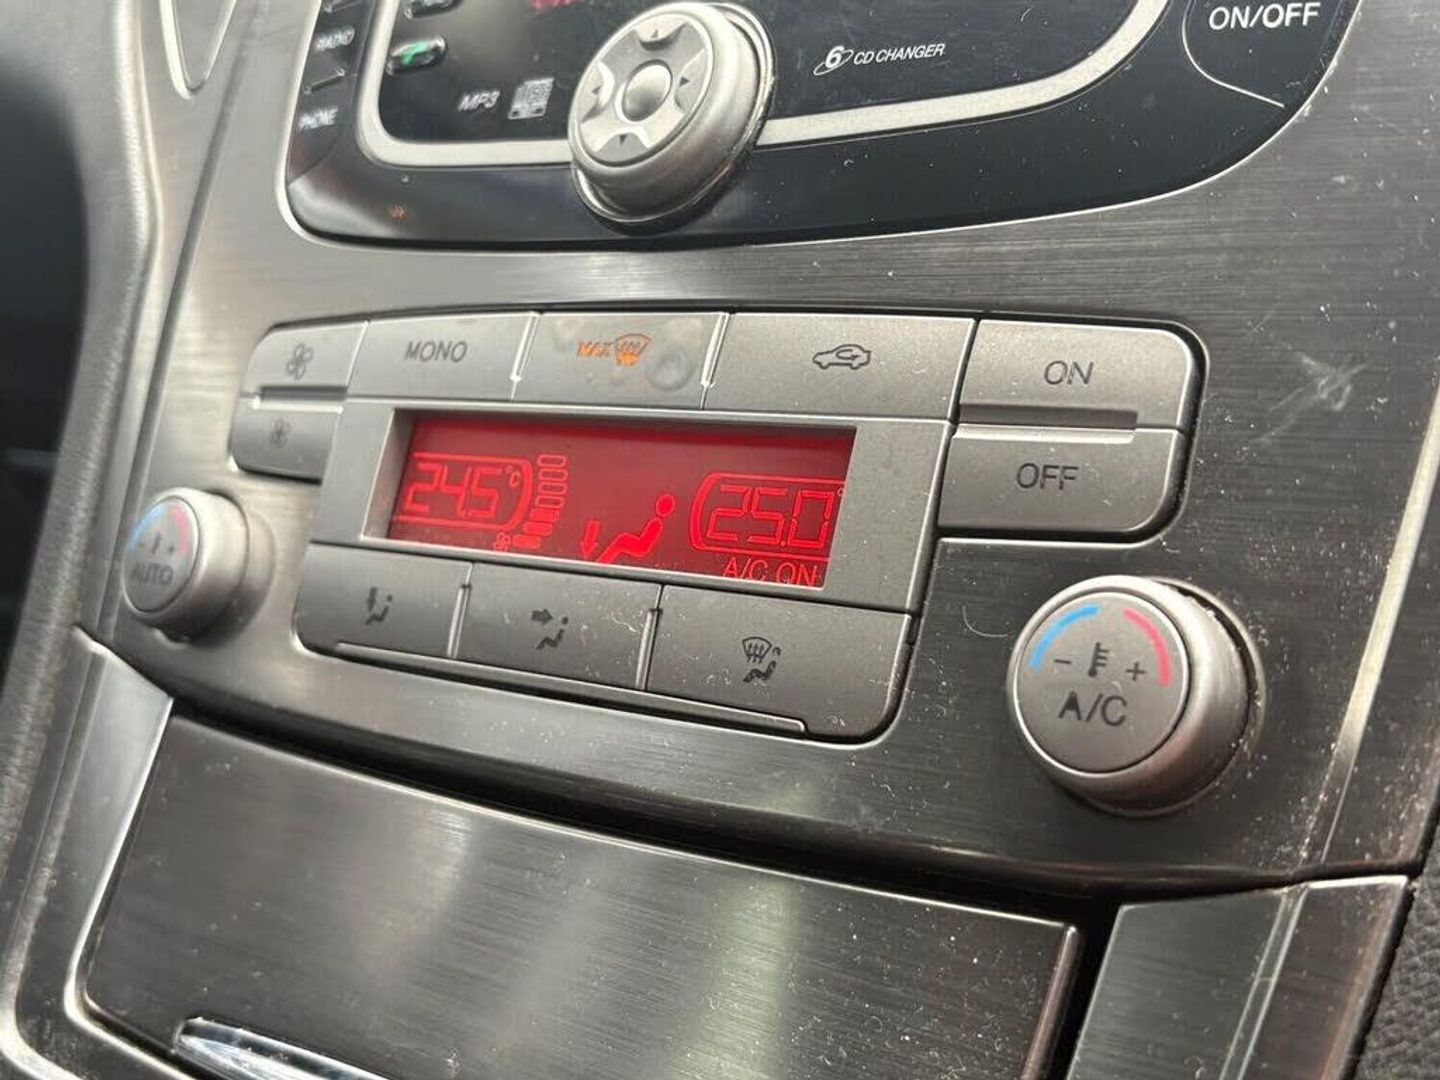 RADIO
PHONE
MP3
6 CD CHANGER
ON/OFF
MONO
MAX
ON
OFF
24.5°C
25.0°
A/C ON
- +
AUTO
- +
A/C